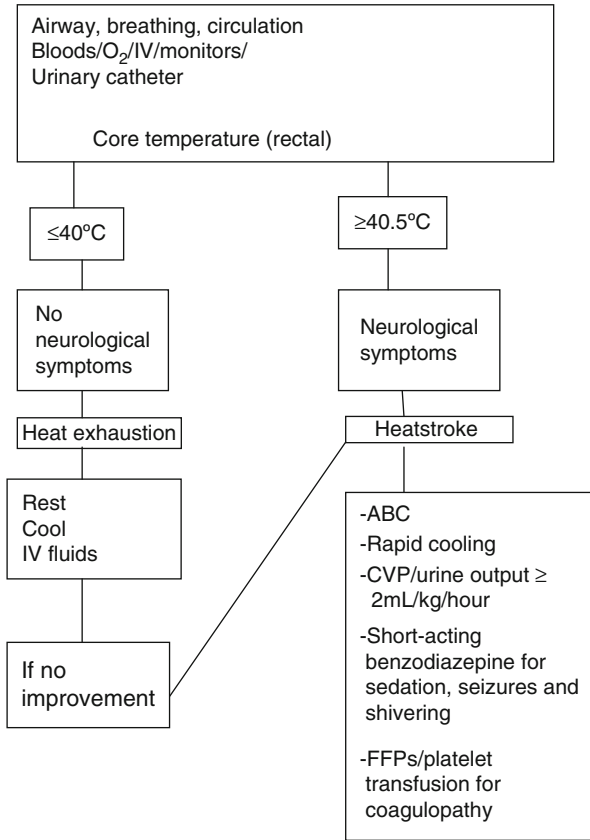 Airway, breathing, circulation
Bloods/O₂/IV/monitors/
Urinary catheter
Core temperature (rectal)
≤40ºC
≥40.5ºC
No
neurological
symptoms
Neurological
symptoms
Heat exhaustion
Heatstroke
Rest
Cool
IV fluids
If no
improvement
-ABC
-Rapid cooling
-CVP/urine output ≥
2mL/kg/hour
-Short-acting
benzodiazepine for
sedation, seizures and
shivering
-FFPs/platelet
transfusion for
coagulopathy